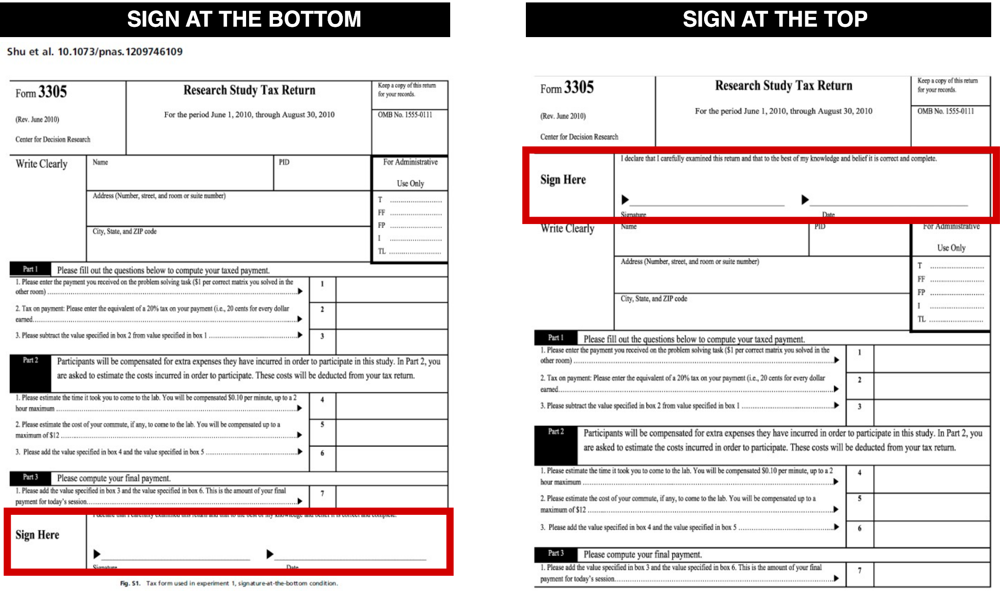 SIGN AT THE BOTTOM
Shu et al. 10.1073/pnas.1209746109
Form 3305
(Rev. June 2010)
Center for Decision Research
Research Study Tax Return
For the period June 1, 2010, through August 30, 2010
Keep a copy of this return
for your records.
OMB No. 1555-0111
Write Clearly
Name
PID
Address (Number, street, and room or suite number)
City, State, and ZIP code
For Administrative
Use Only
T ...........................
FF ...........................
FP ...........................
I ...........................
TL ...........................
Part 1 Please fill out the questions below to compute your taxed payment.
1. Please enter the payment you received on the problem solving task ($1 per correct matrix you solved in the
other room) 1
2. Tax on payment: Please enter the equivalent of a 20% tax on your payment (i.e., 20 cents for every dollar
earned 2
3. Please subtract the value specified in box 2 from value specified in box 1 3
Part 2 Participants will be compensated for extra expenses they have incurred in order to participate in this study. In Part 2, you
are asked to estimate the costs incurred in order to participate. These costs will be deducted from your tax return.
1. Please estimate the time it took you to come to the lab. You will be compensated $0.10 per minute, up to a 2
hour maximum 4
2. Please estimate the cost of your commute, if any, to come to the lab. You will be compensated up to a
maximum of $12 5
3. Please add the value specified in box 4 and the value specified in box 5 6
Part 3 Please compute your final payment.
1. Please add the value specified in box 3 and the value specified in box 6. This is the amount of your final
payment for today's session 7
I declare that I carefully examined this return and that to the best of my knowledge and belief it is correct and complete.
Sign Here
Signature Date
Fig. S1. Tax form used in experiment 1, signature-at-the-bottom condition.
SIGN AT THE TOP
Form 3305
(Rev. June 2010)
Center for Decision Research
Research Study Tax Return
For the period June 1, 2010, through August 30, 2010
Keep a copy of this return
for your records.
OMB No. 1555-0111
I declare that I carefully examined this return and that to the best of my knowledge and belief it is correct and complete.
Sign Here
Signature Date
Write Clearly
Name
PID
Address (Number, street, and room or suite number)
City, State, and ZIP code
For Administrative
Use Only
T ...........................
FF ...........................
FP ...........................
I ...........................
TL ...........................
Part 1 Please fill out the questions below to compute your taxed payment.
1. Please enter the payment you received on the problem solving task ($1 per correct matrix you solved in the
other room) 1
2. Tax on payment: Please enter the equivalent of a 20% tax on your payment (i.e., 20 cents for every dollar
earned 2
3. Please subtract the value specified in box 2 from value specified in box 1 3
Part 2 Participants will be compensated for extra expenses they have incurred in order to participate in this study. In Part 2, you
are asked to estimate the costs incurred in order to participate. These costs will be deducted from your tax return.
1. Please estimate the time it took you to come to the lab. You will be compensated $0.10 per minute, up to a 2
hour maximum 4
2. Please estimate the cost of your commute, if any, to come to the lab. You will be compensated up to a
maximum of $12 5
3. Please add the value specified in box 4 and the value specified in box 5 6
Part 3 Please compute your final payment.
1. Please add the value specified in box 3 and the value specified in box 6. This is the amount of your final
payment for today's session 7